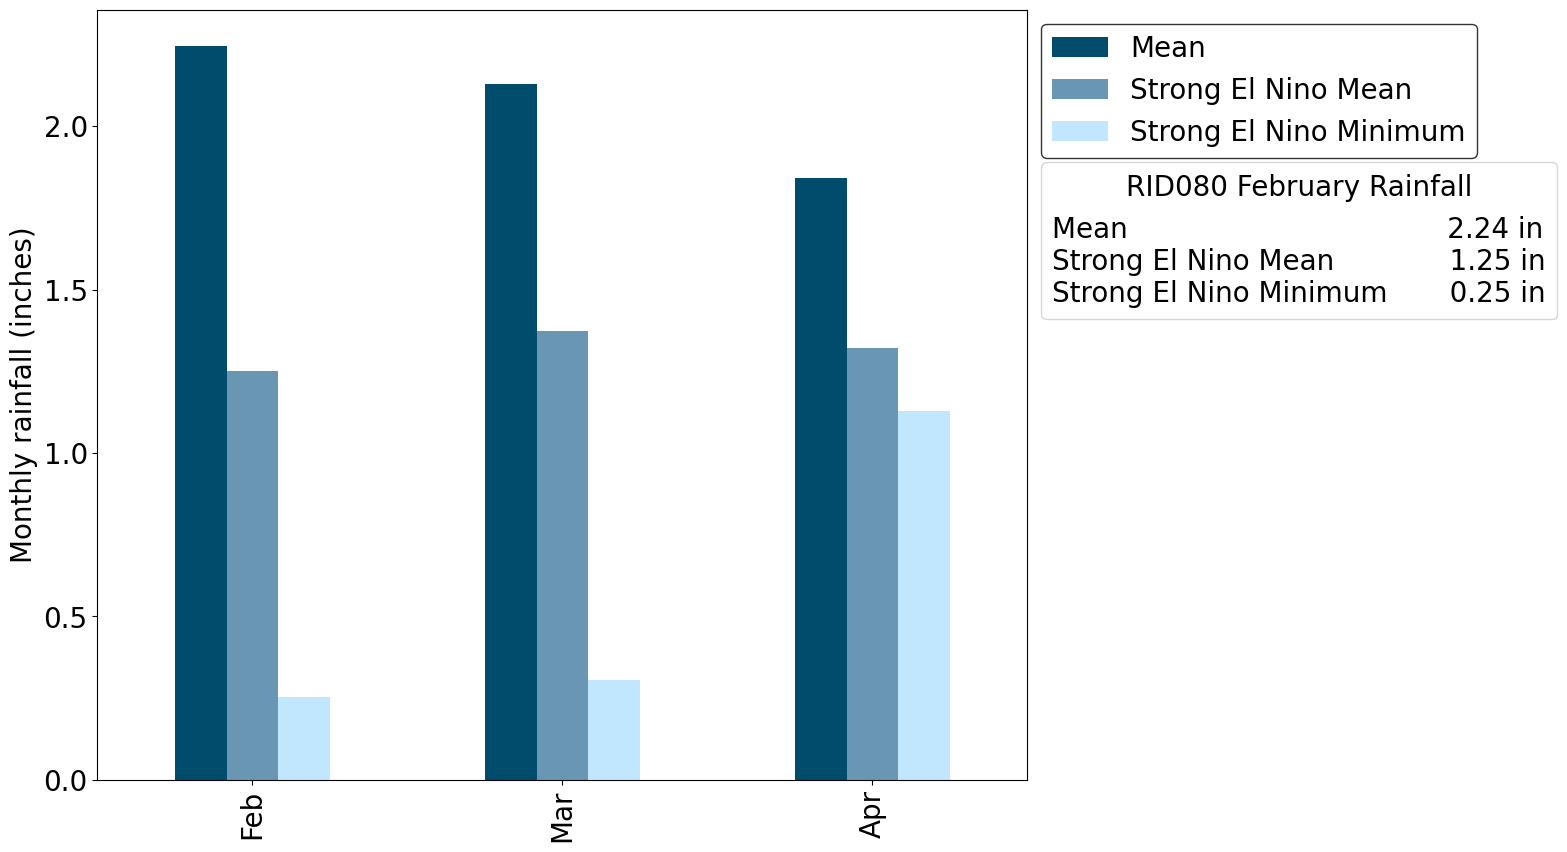 Monthly rainfall (inches)
2.0
1.5
1.0
0.5
0.0
Feb
Mar
Apr
Mean
Strong El Nino Mean
Strong El Nino Minimum
RID080 February Rainfall
Mean 2.24 in
Strong El Nino Mean 1.25 in
Strong El Nino Minimum 0.25 in